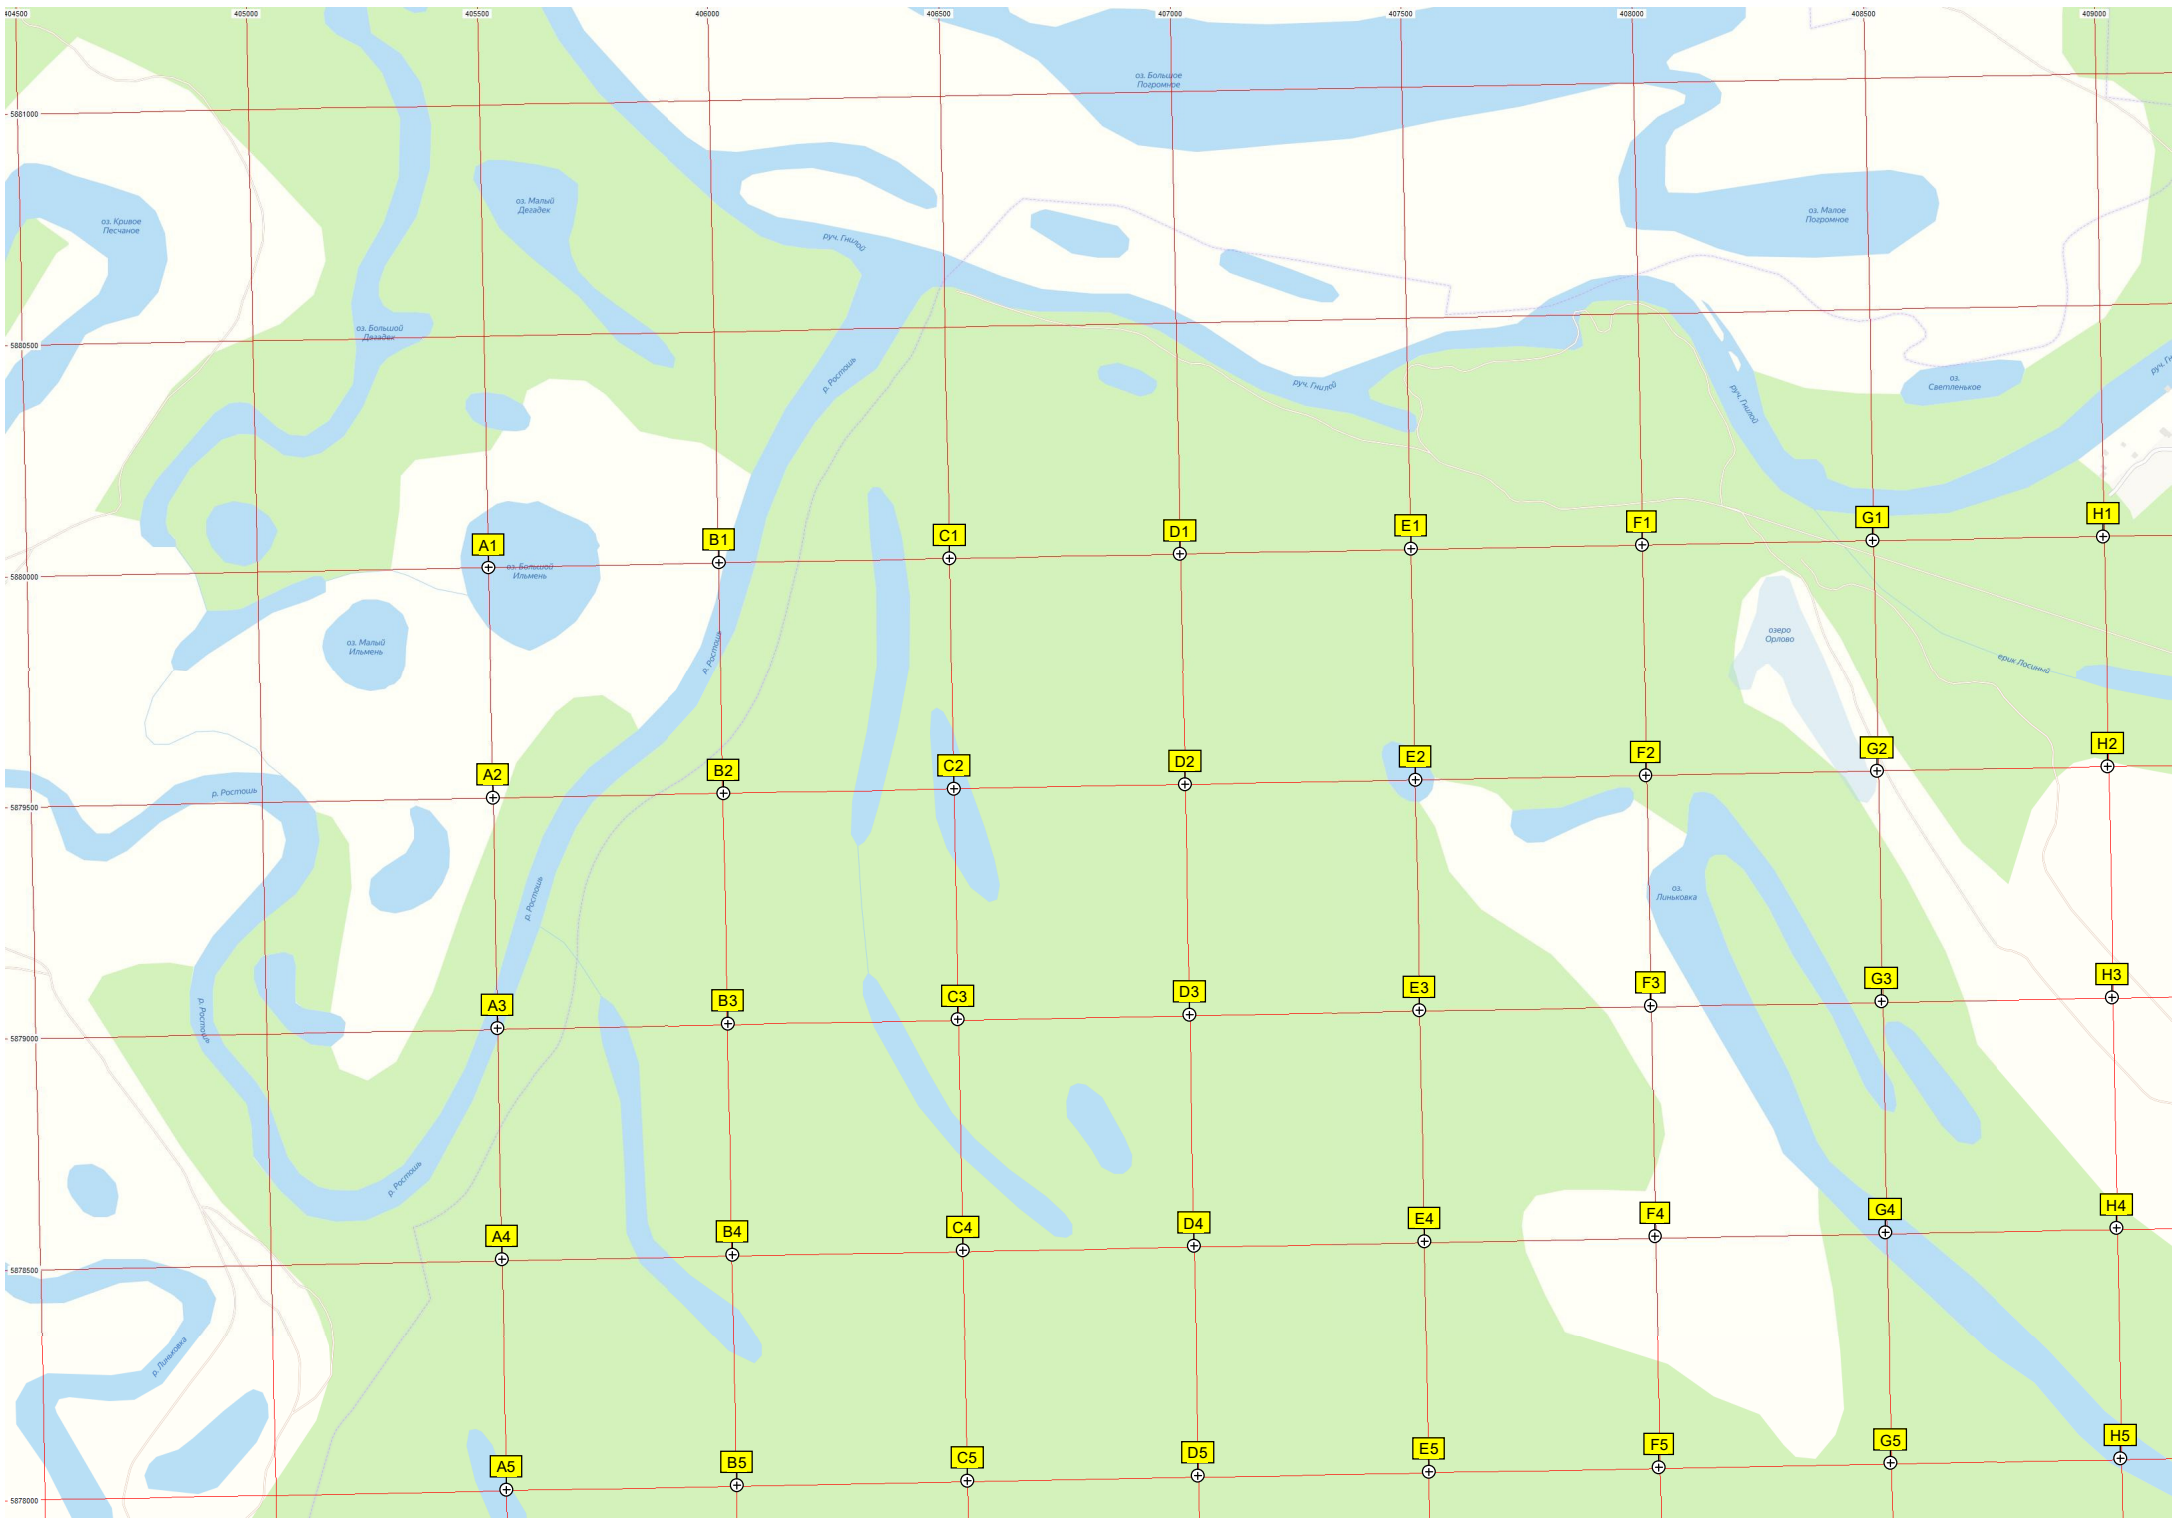 404500 405000 405500 406000 406500 407000 407500 408000 408500 409000
оз. Большое
Погромное
5881000
оз. Малый
Дегадек
оз. Кривое
Песчаное
оз. Малое
Погромное
руч. Гнилой
оз. Большой
Дегадек
5880500
р. Ростошь
руч. Гнилой
оз.
Светленькое
руч. Гнилой
A1 B1 C1 D1 E1 F1 G1 H1
оз. Большой
Ильмень
5880000
оз. Малый
Ильмень
р. Ростошь
озеро
Орлово
ерик Лосиный
A2 B2 C2 D2 E2 F2 G2 H2
р. Ростошь
5879500
р. Ростошь
оз.
Линьковка
A3 B3 C3 D3 E3 F3 G3 H3
р. Ростошь
5879000
р. Ростошь
A4 B4 C4 D4 E4 F4 G4 H4
5878500
р. Линьковка
A5 B5 C5 D5 E5 F5 G5 H5
5878000